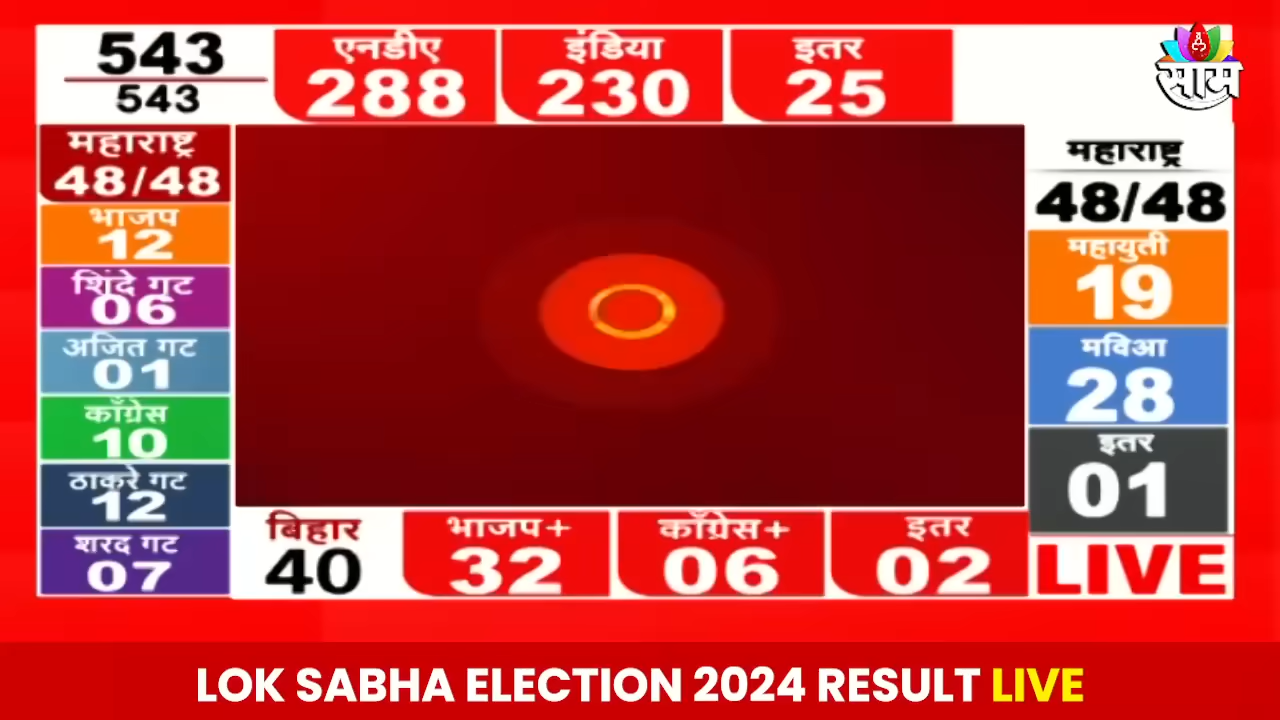 543
543
एनडीए
288
इंडिया
230
इतर
25
साम
महाराष्ट्र
48/48
भाजप
12
शिंदे गट
06
अजित गट
01
काँग्रेस
10
ठाकरे गट
12
शरद गट
07
महाराष्ट्र
48/48
महायुती
19
मविआ
28
इतर
01
LIVE
बिहार
40
भाजप+
32
काँग्रेस+
06
इतर
02
LOK SABHA ELECTION 2024 RESULT LIVE